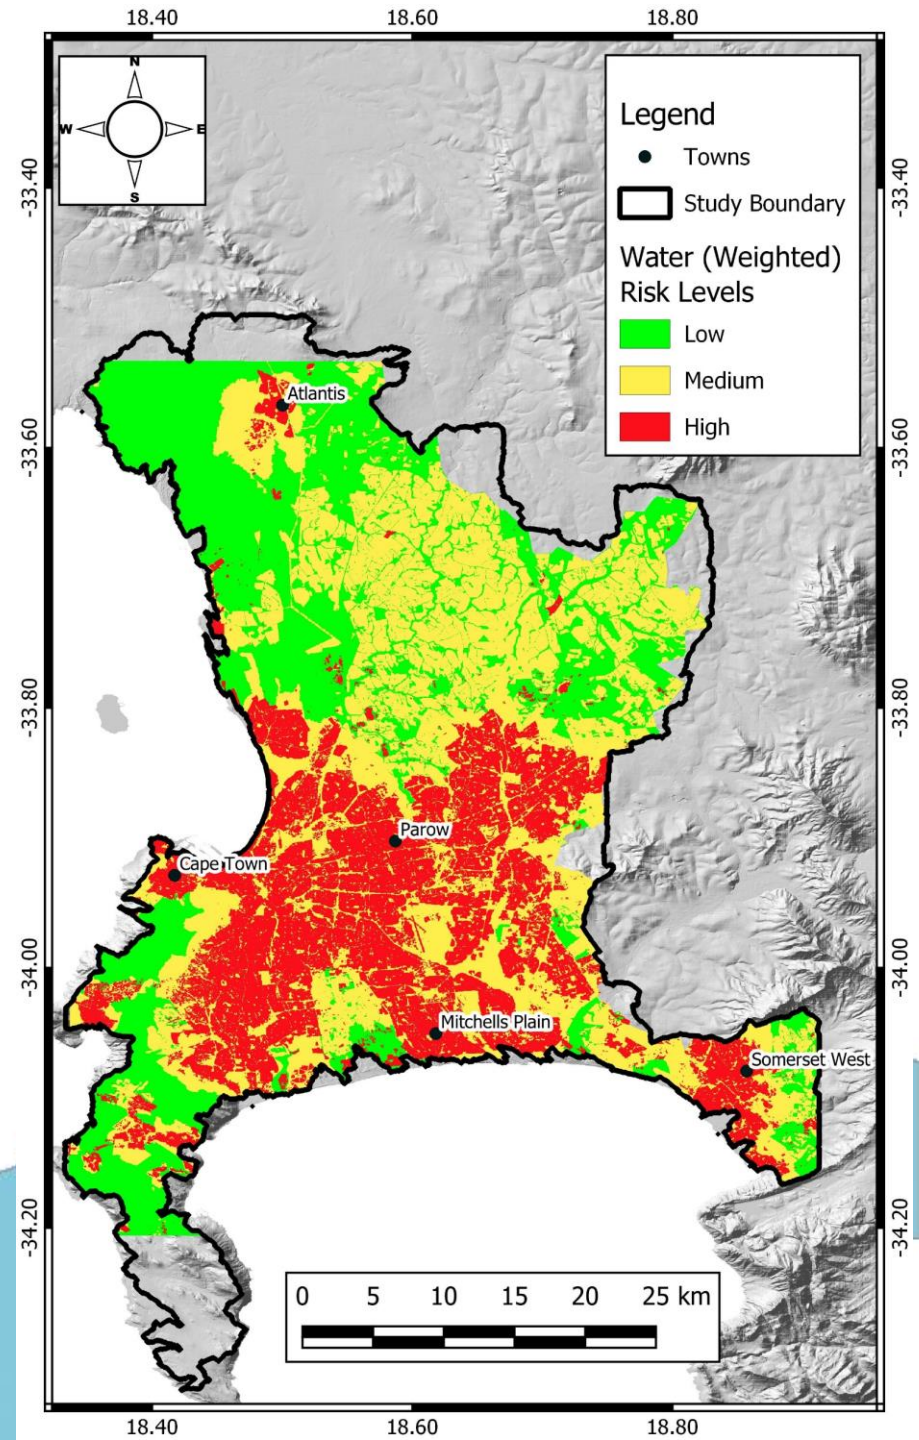 18.40 18.60 18.80
N
W E
S
Legend
Towns
Study Boundary
Water (Weighted)
Risk Levels
Low
Medium
High
-33.40 -33.40
-33.60 -33.60
-33.80 -33.80
-34.00 -34.00
-34.20 -34.20
Atlantis
Parow
Cape Town
Mitchells Plain
Somerset West
0 5 10 15 20 25 km
18.40 18.60 18.80